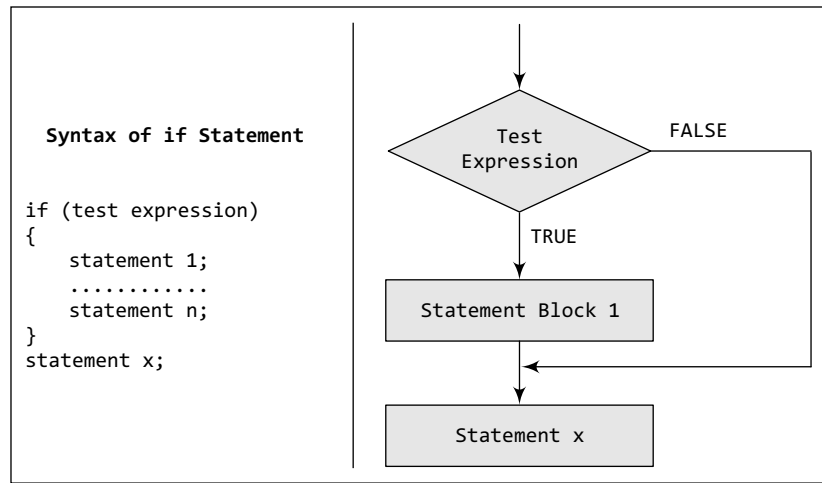 Syntax of if Statement
if (test expression)
{
    statement 1;
    ............
    statement n;
}
statement x;
Test
Expression
FALSE
TRUE
Statement Block 1
Statement x